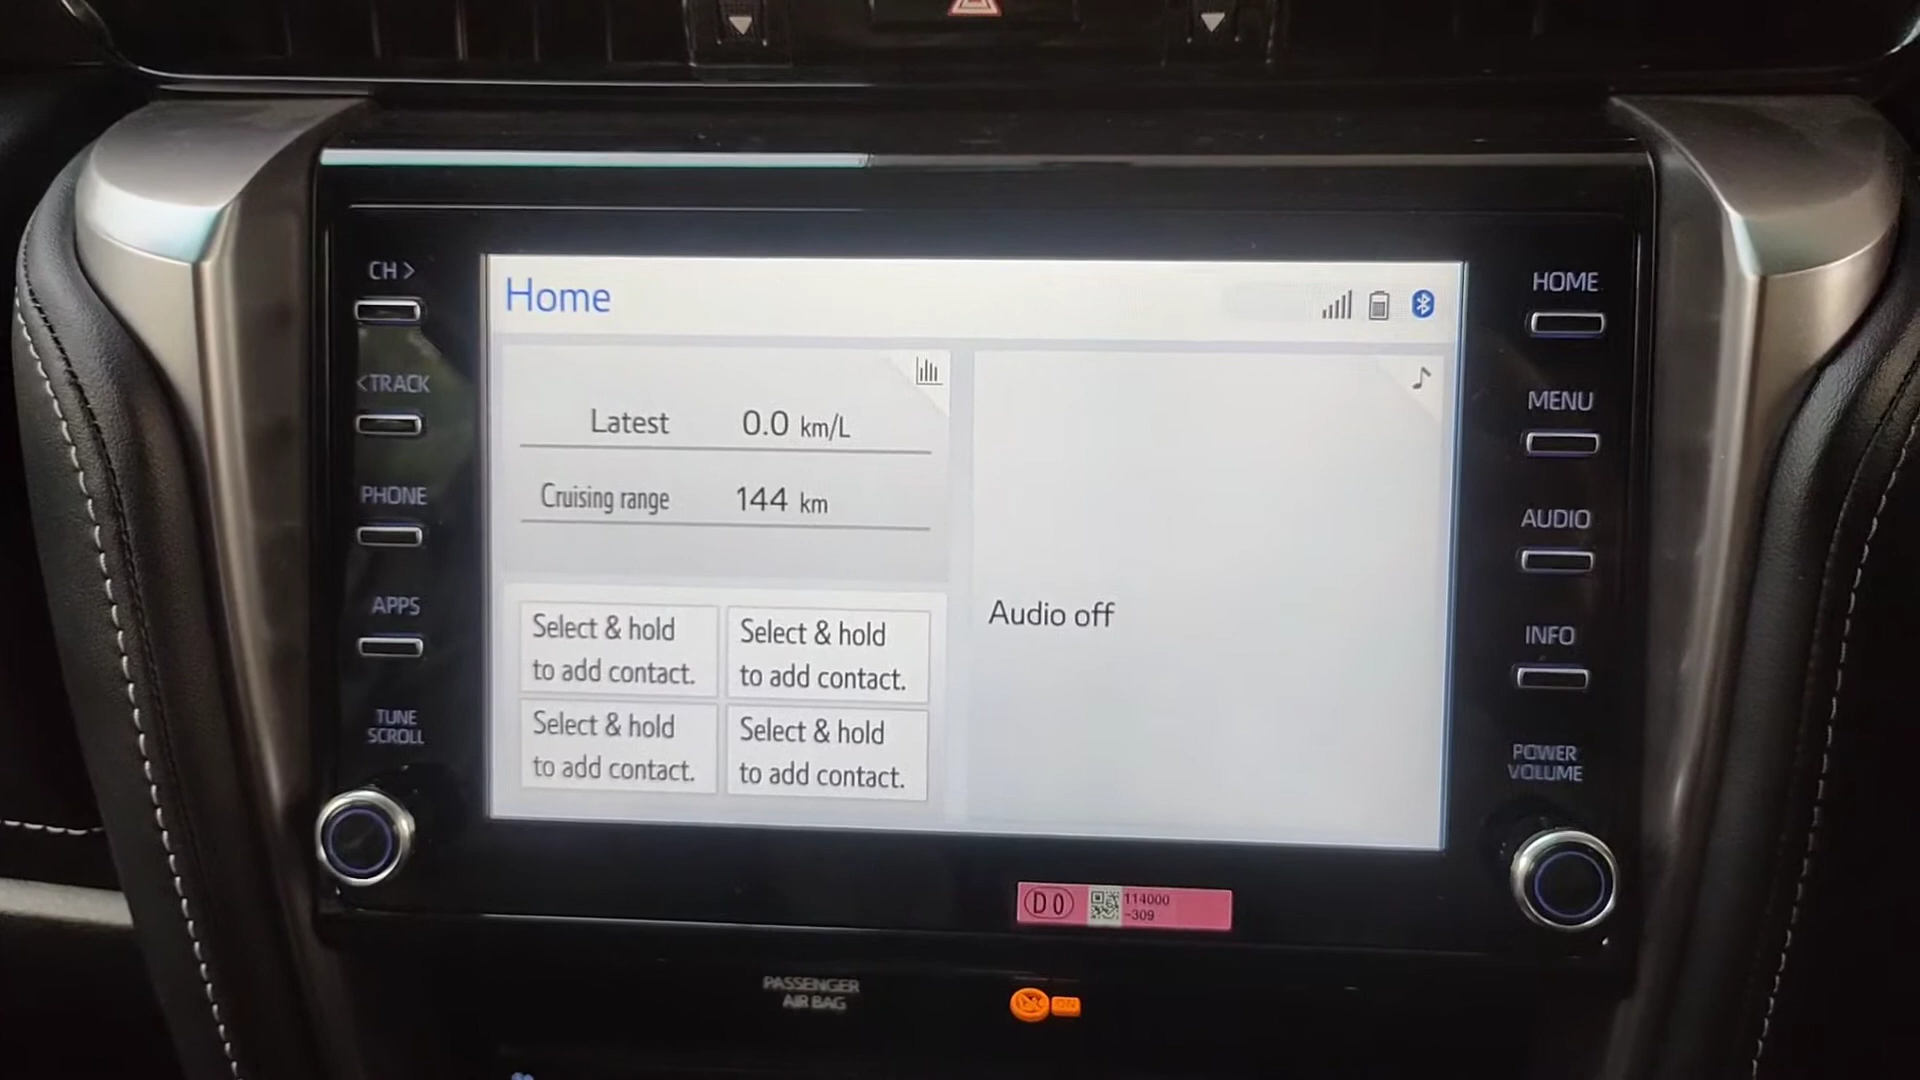 CH >
<TRACK
PHONE
APPS
TUNE
SCROLL
Home
Latest 0.0 km/L
Cruising range 144 km
Select & hold
to add contact.
Select & hold
to add contact.
Select & hold
to add contact.
Select & hold
to add contact.
Audio off
HOME
MENU
AUDIO
INFO
POWER
VOLUME
D0
114000
-309
PASSENGER
AIR BAG
ON